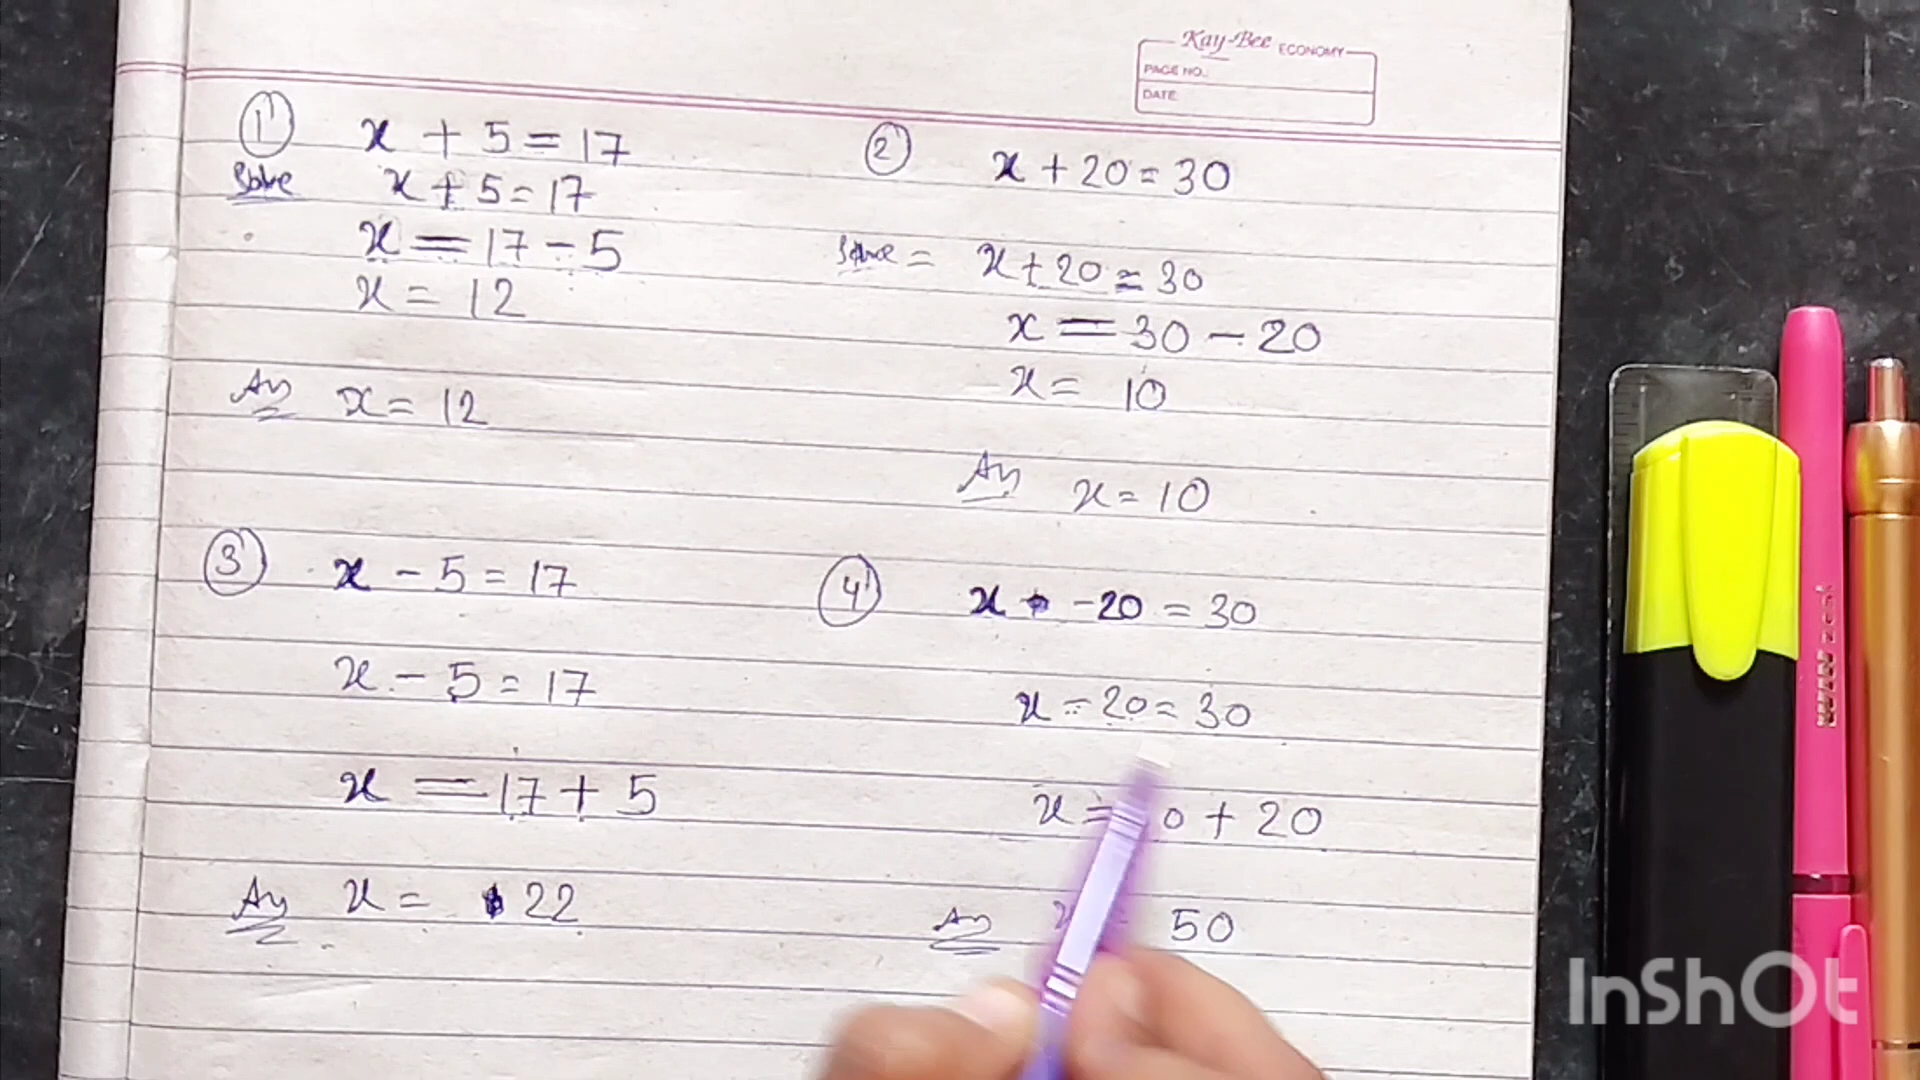 Kay-Bee ECONOMY
PAGE NO.:
DATE:
1 x + 5 = 17
Solve x + 5 = 17
x = 17 - 5
x = 12
Ans x = 12
2 x + 20 = 30
Solve = x + 20 = 30
x = 30 - 20
x = 10
Ans x = 10
3 x - 5 = 17
x - 5 = 17
x = 17 + 5
Ans x = 22
4 x - 20 = 30
x - 20 = 30
x = 0 + 20
Ans x = 50
InShOt